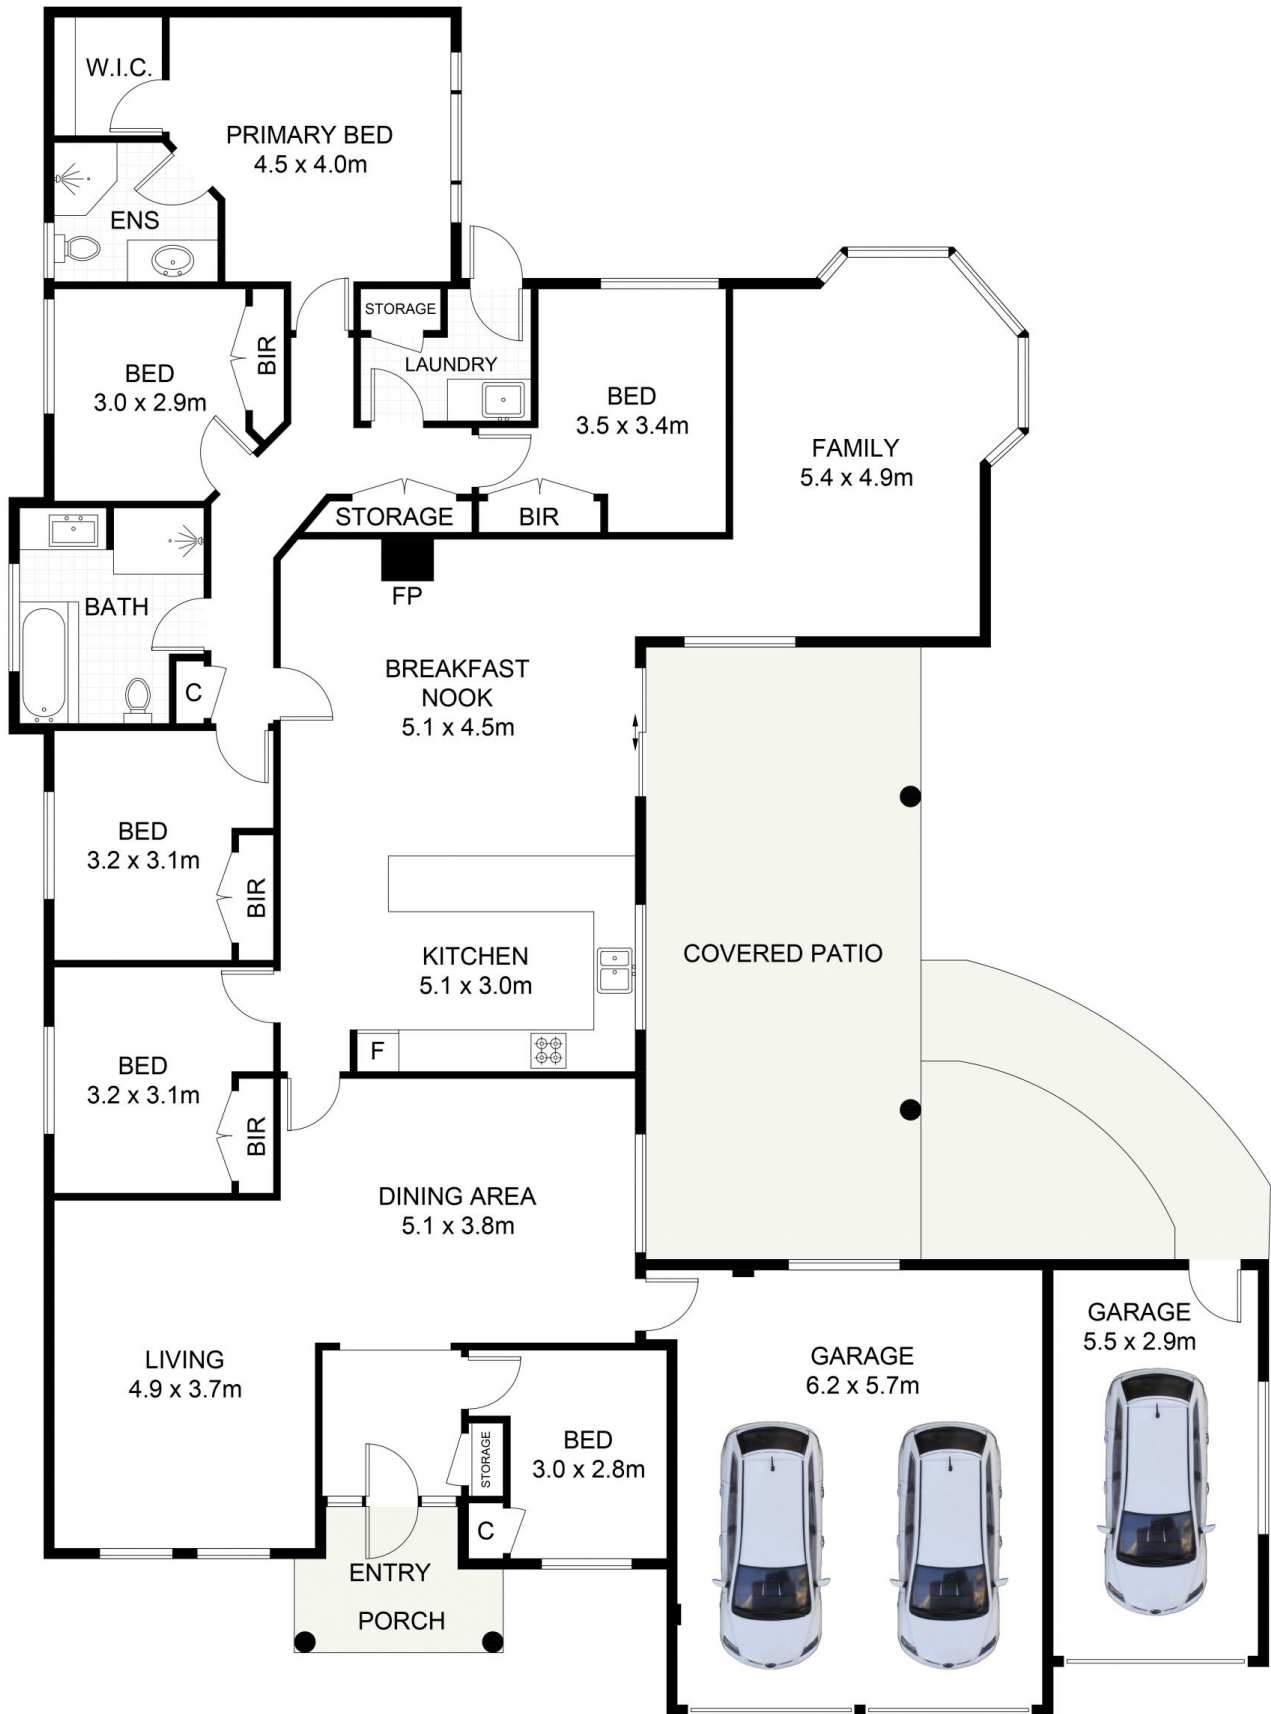 W.I.C.
PRIMARY BED
4.5 x 4.0m
ENS
STORAGE
LAUNDRY
BIR
BED
3.0 x 2.9m
BED
3.5 x 3.4m
FAMILY
5.4 x 4.9m
STORAGE
BIR
FP
BATH
C
BREAKFAST
NOOK
5.1 x 4.5m
BED
3.2 x 3.1m
BIR
KITCHEN
5.1 x 3.0m
COVERED PATIO
F
BED
3.2 x 3.1m
BIR
DINING AREA
5.1 x 3.8m
LIVING
4.9 x 3.7m
GARAGE
6.2 x 5.7m
GARAGE
5.5 x 2.9m
BED
3.0 x 2.8m
STORAGE
C
ENTRY
PORCH